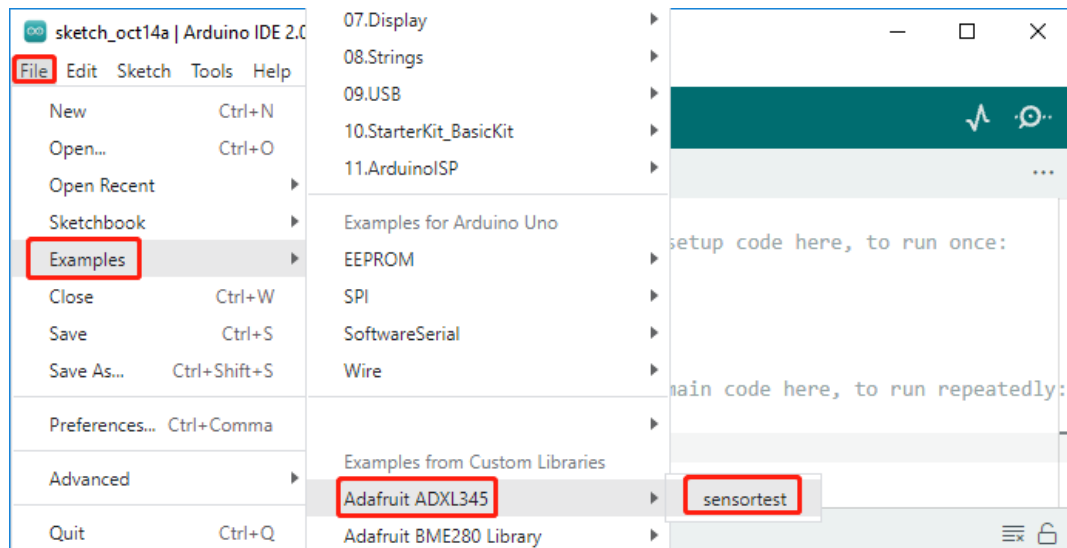 sketch_oct14a | Arduino IDE 2.0
File Edit Sketch Tools Help
New Ctrl+N
Open... Ctrl+O
Open Recent
Sketchbook
Examples
Close Ctrl+W
Save Ctrl+S
Save As... Ctrl+Shift+S
Preferences... Ctrl+Comma
Advanced
Quit Ctrl+Q
07.Display
08.Strings
09.USB
10.StarterKit_BasicKit
11.ArduinoISP
Examples for Arduino Uno
EEPROM
SPI
SoftwareSerial
Wire
Examples from Custom Libraries
Adafruit ADXL345
Adafruit BME280 Library
sensortest
setup code here, to run once:
main code here, to run repeatedly: